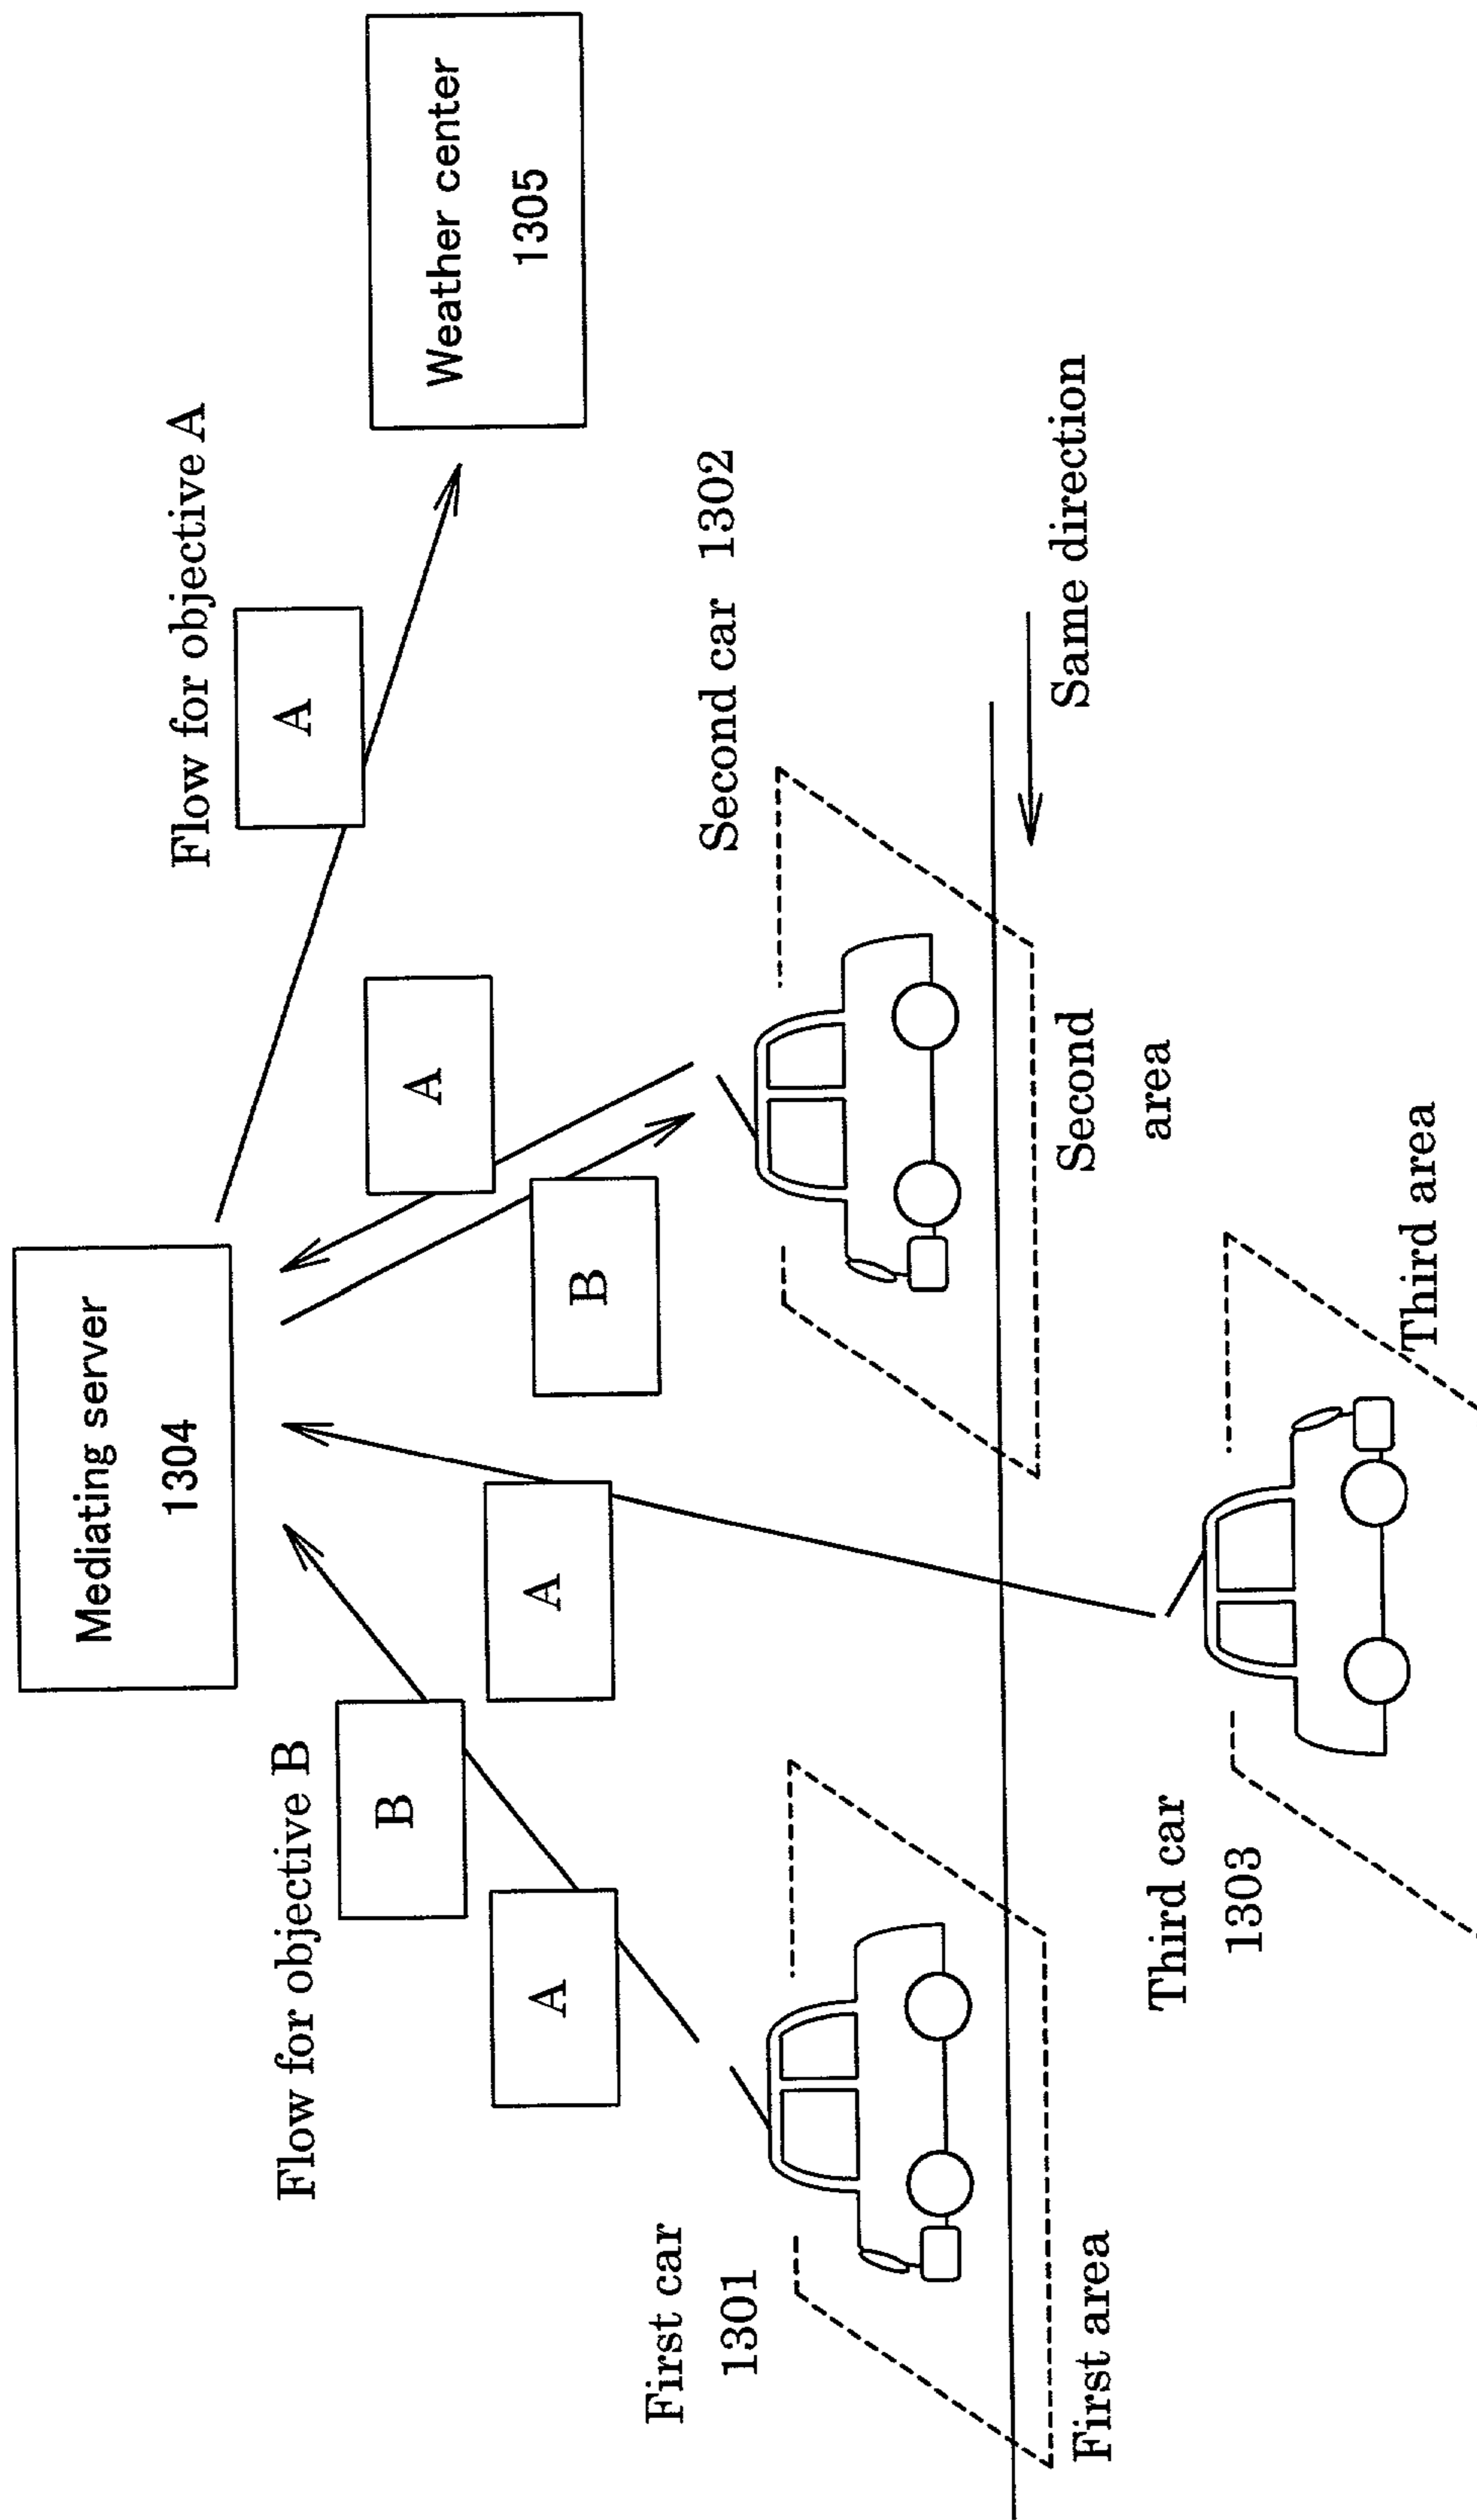 Mediating server
1304
Flow for objective A
A
Weather center
1305
Flow for objective B
B
A
A
A
B
Second car 1302
First car
1301
Same direction
Second
area
First area
Third car
1303
Third area